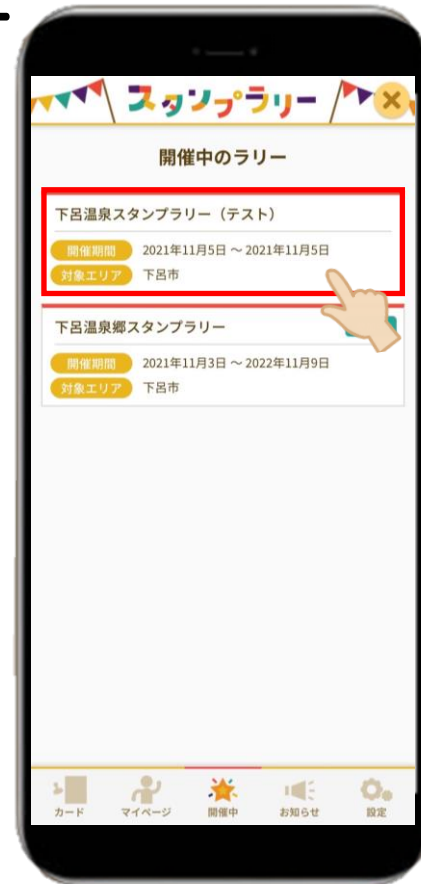 スタンプラリー
開催中のラリー
下呂温泉スタンプラリー（テスト）
開催期間 2021年11月5日 ～ 2021年11月5日
対象エリア 下呂市
下呂温泉郷スタンプラリー
開催期間 2021年11月3日 ～ 2022年11月9日
対象エリア 下呂市
カード マイページ 開催中 お知らせ 設定